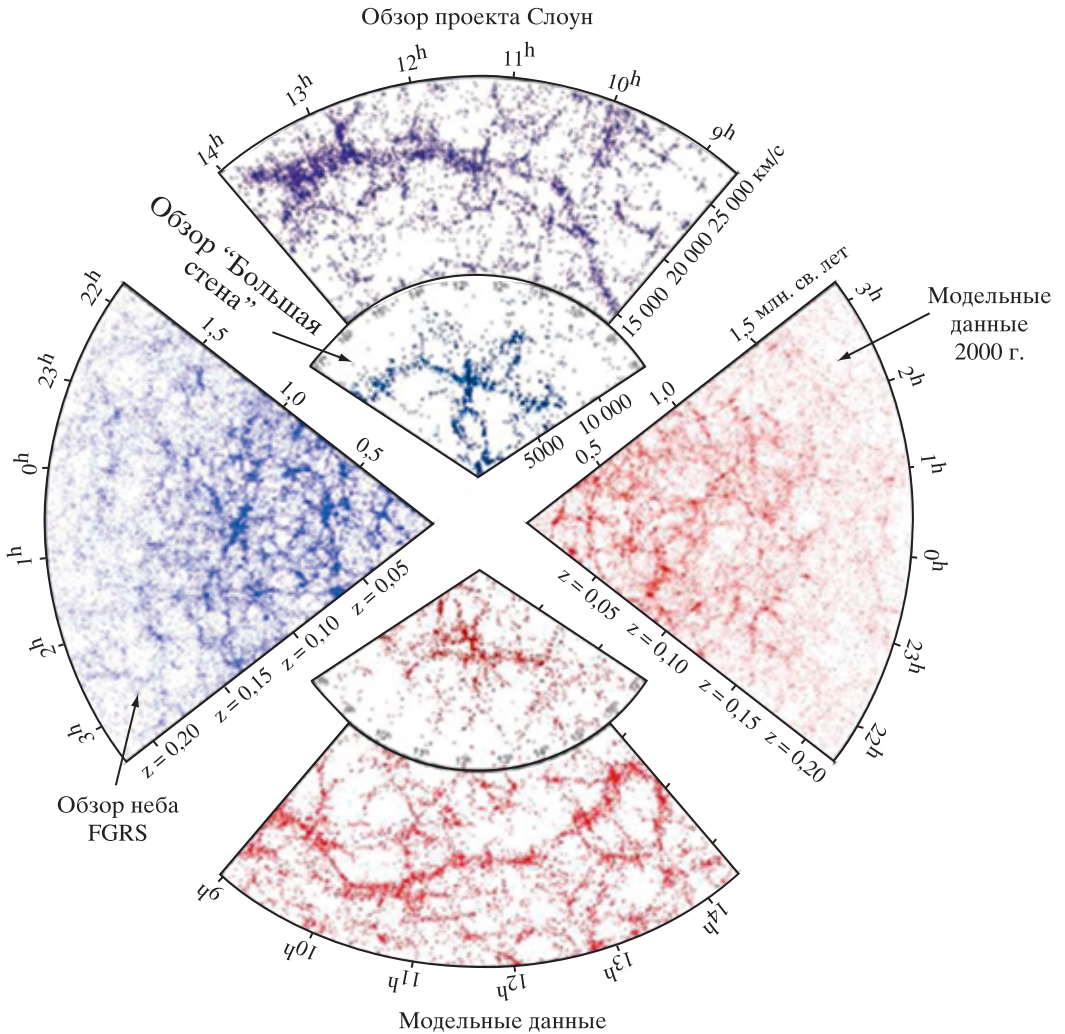 Обзор проекта Слоун
14h
13h
12h
11h
10h
9h
15 000 20 000 25 000 км/с
Обзор “Большая
стена”
5000 10 000
22h
23h
0h
1h
2h
3h
1,5
1,0
0,5
z = 0,05
z = 0,10
z = 0,15
z = 0,20
Обзор неба
FGRS
0,5
1,0
1,5 млн. св. лет
3h
2h
1h
0h
23h
22h
z = 0,05
z = 0,10
z = 0,15
z = 0,20
Модельные
данные
2000 г.
9h
10h
11h
12h
13h
14h
Модельные данные